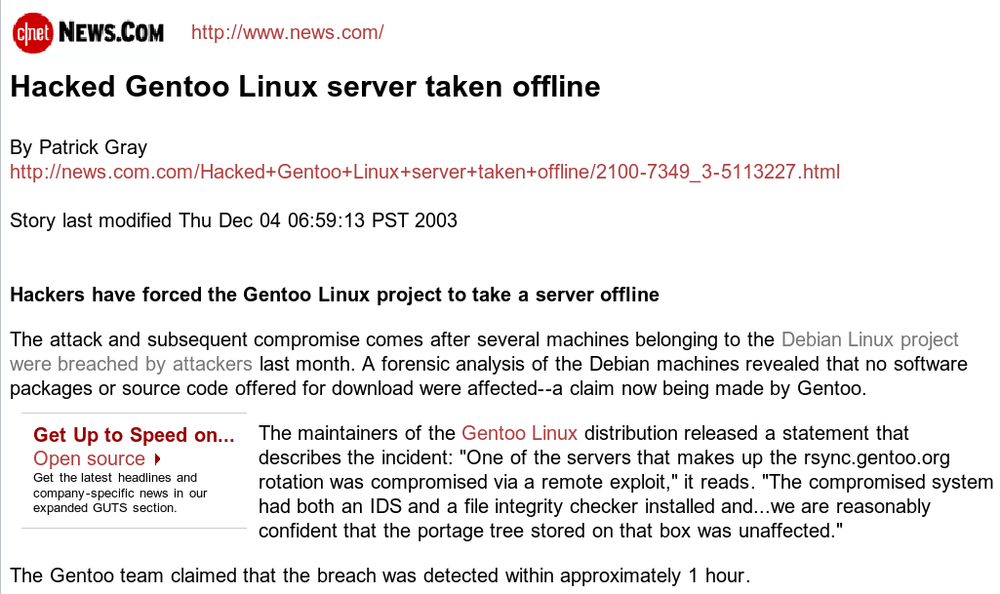 c|net NEWS.COM http://www.news.com/
Hacked Gentoo Linux server taken offline
By Patrick Gray
http://news.com.com/Hacked+Gentoo+Linux+server+taken+offline/2100-7349_3-5113227.html
Story last modified Thu Dec 04 06:59:13 PST 2003
Hackers have forced the Gentoo Linux project to take a server offline
The attack and subsequent compromise comes after several machines belonging to the Debian Linux project
were breached by attackers last month. A forensic analysis of the Debian machines revealed that no software
packages or source code offered for download were affected--a claim now being made by Gentoo.
Get Up to Speed on...
Open source
Get the latest headlines and
company-specific news in our
expanded GUTS section.
The maintainers of the Gentoo Linux distribution released a statement that
describes the incident: "One of the servers that makes up the rsync.gentoo.org
rotation was compromised via a remote exploit," it reads. "The compromised system
had both an IDS and a file integrity checker installed and...we are reasonably
confident that the portage tree stored on that box was unaffected."
The Gentoo team claimed that the breach was detected within approximately 1 hour.